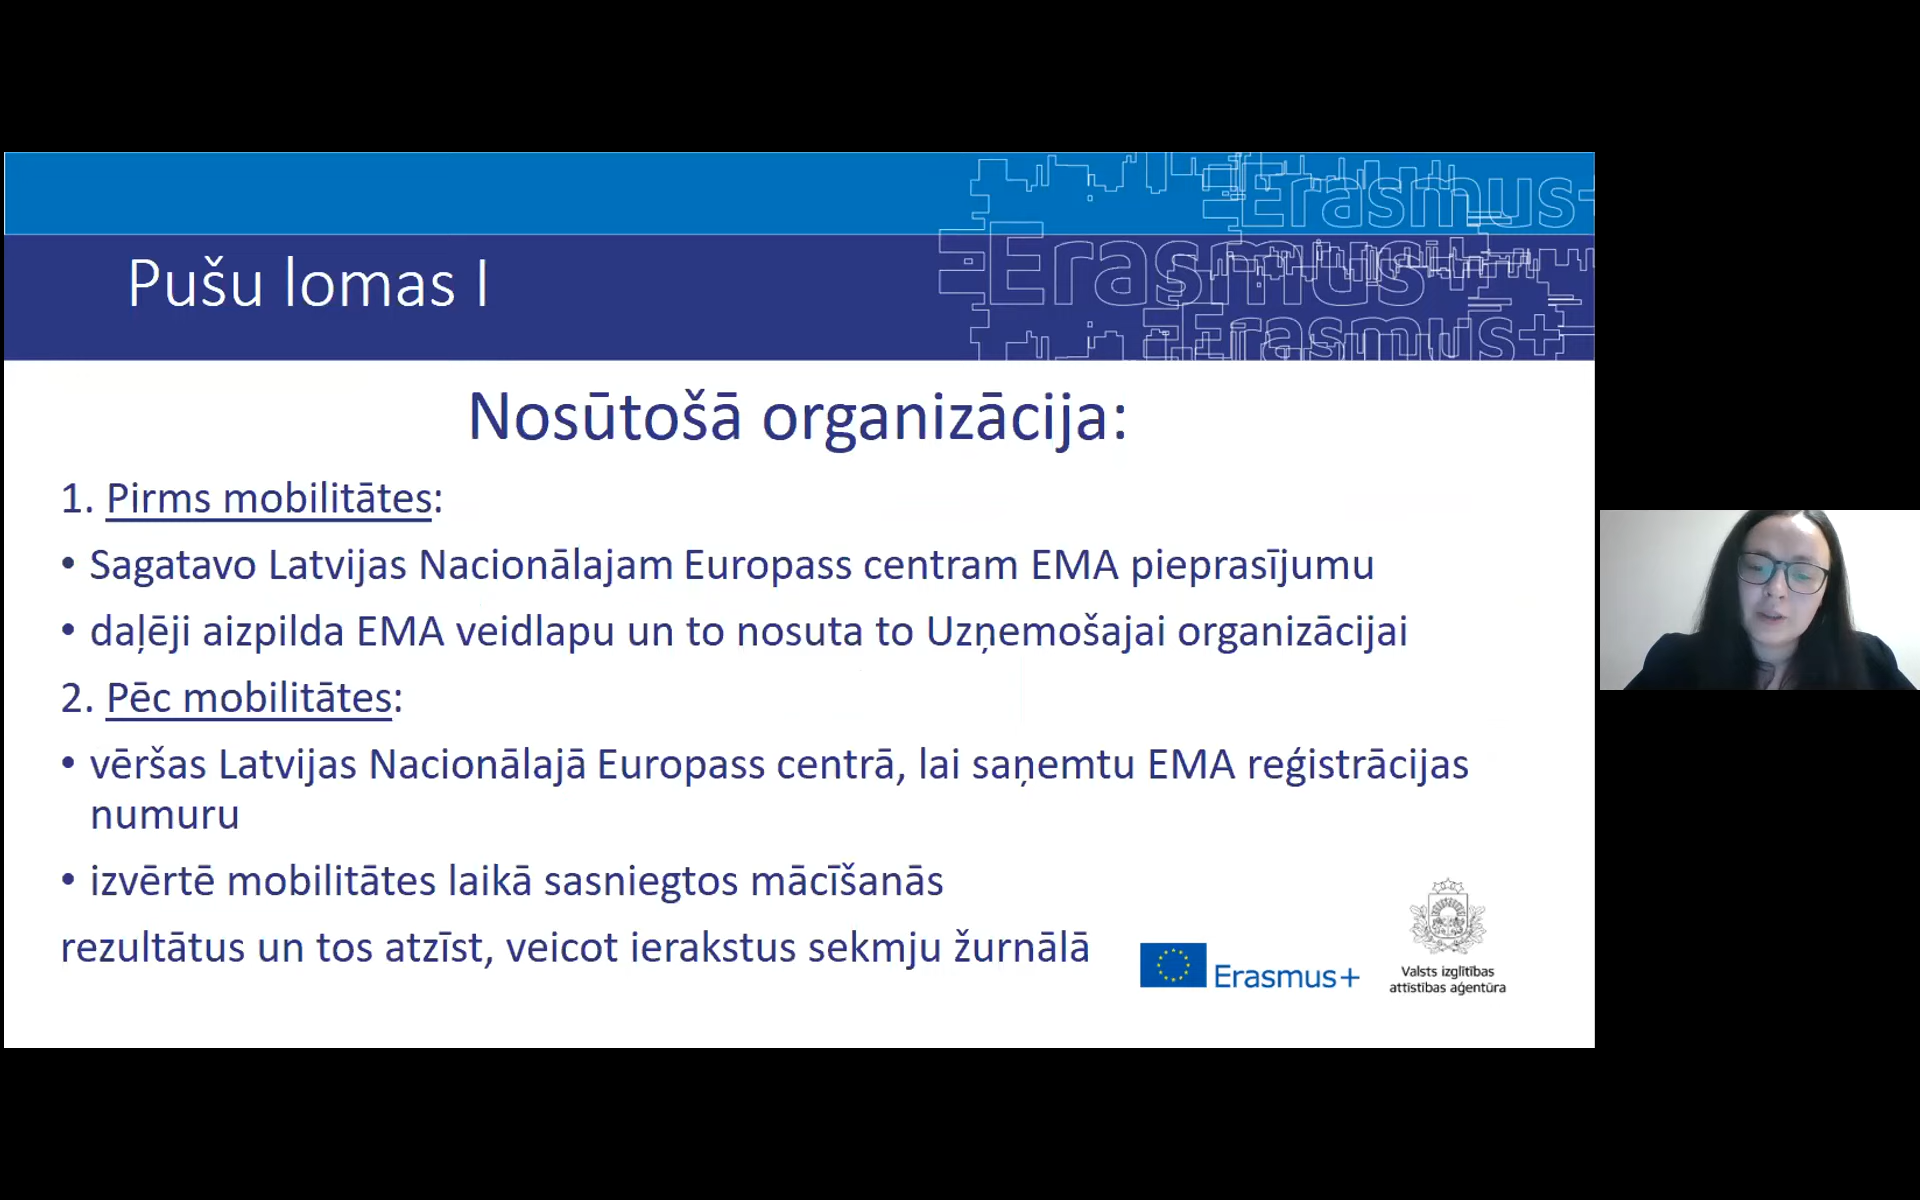 Erasmus+
Erasmus+
Erasmus+
Pušu lomas I
Nosūtošā organizācija:
1. Pirms mobilitātes:
• Sagatavo Latvijas Nacionālajam Europass centram EMA pieprasījumu
• daļēji aizpilda EMA veidlapu un to nosuta to Uzņemošajai organizācijai
2. Pēc mobilitātes:
• vēršas Latvijas Nacionālajā Europass centrā, lai saņemtu EMA reģistrācijas
numuru
• izvērtē mobilitātes laikā sasniegtos mācīšanās
rezultātus un tos atzīst, veicot ierakstus sekmju žurnālā
Erasmus+
Valsts izglītības
attīstības aģentūra